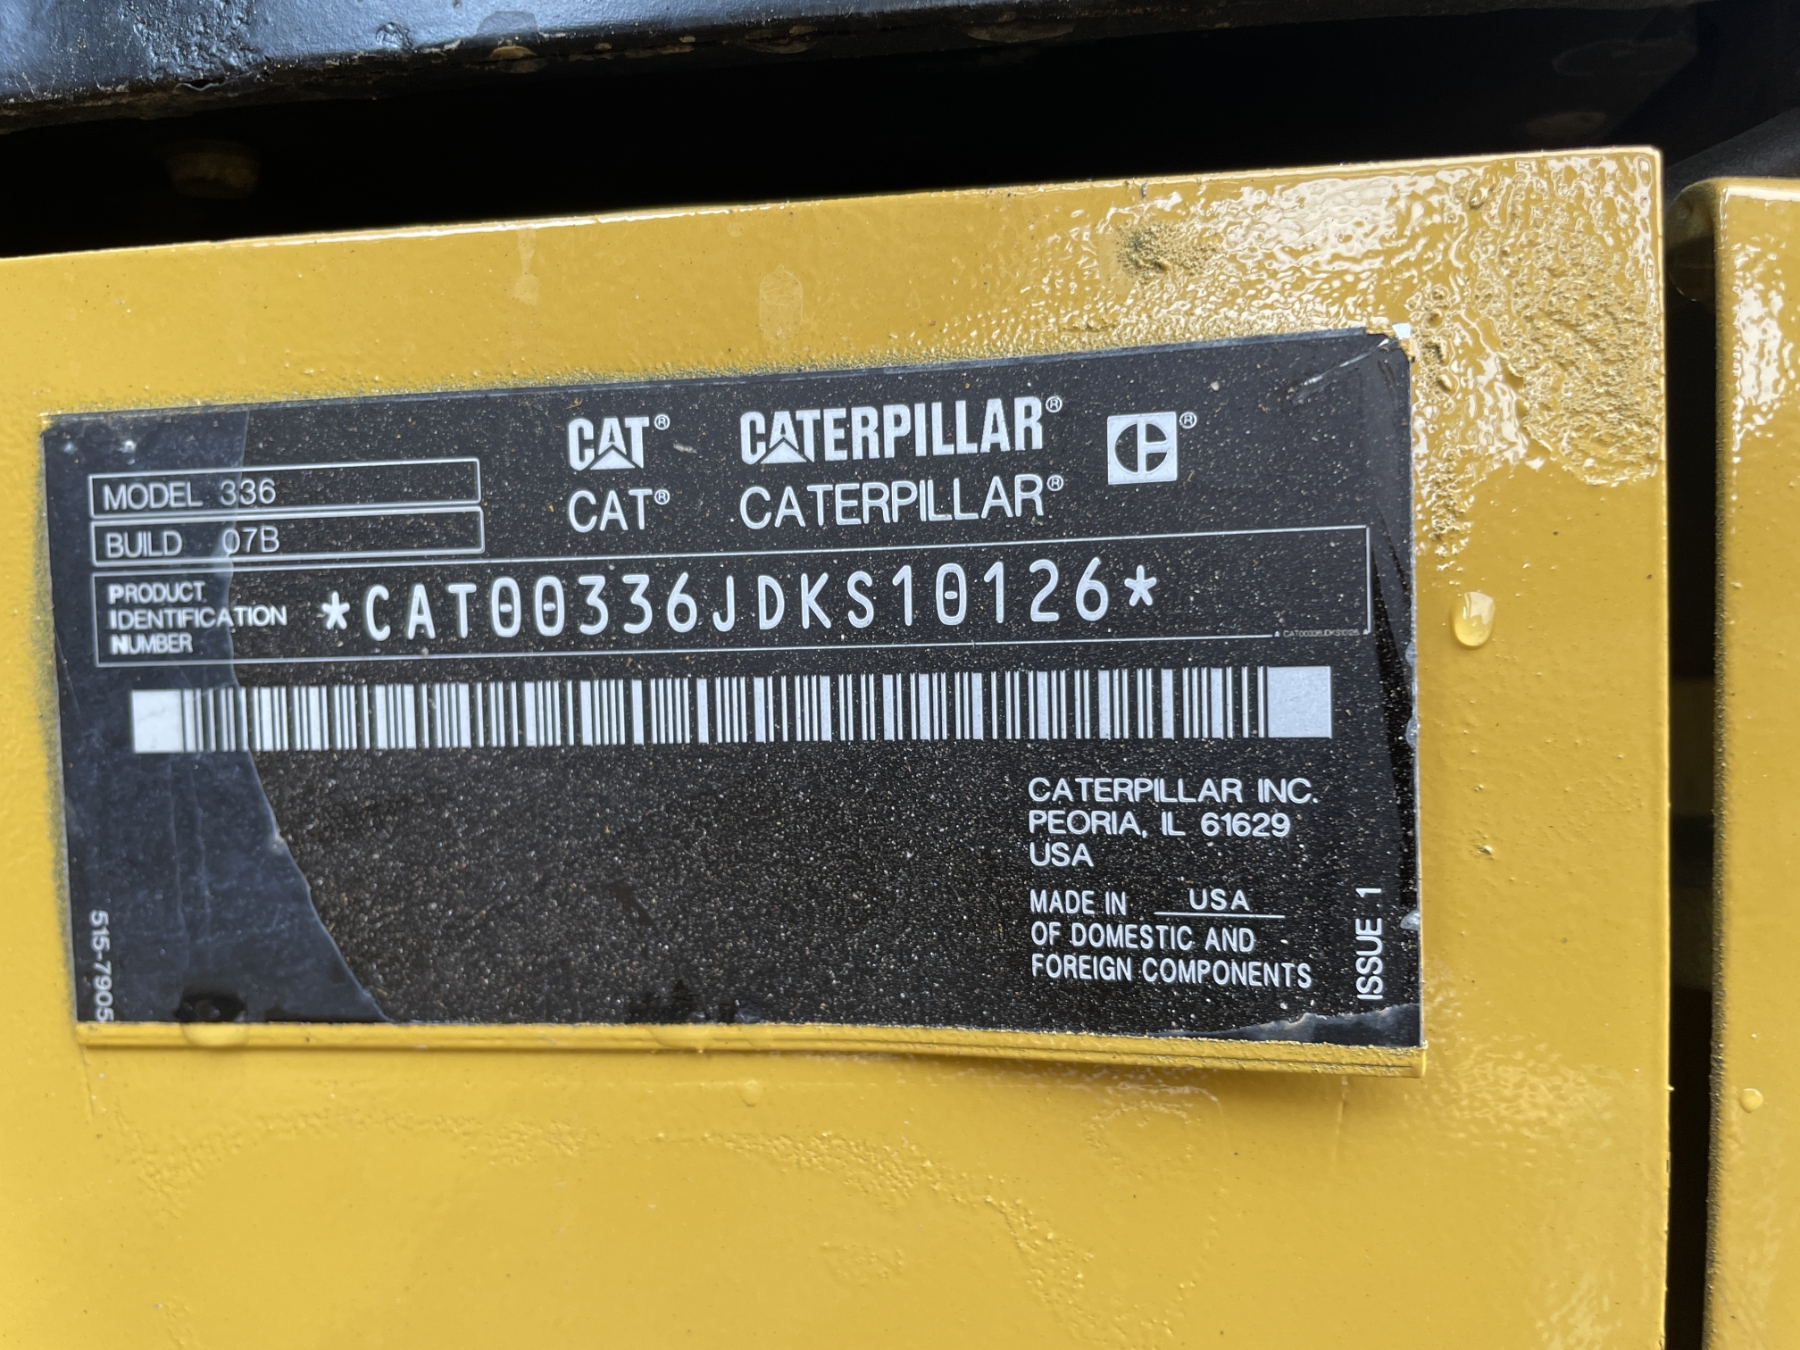 CAT® CATERPILLAR® C®
CAT® CATERPILLAR®
MODEL 336
BUILD 07B
PRODUCT
IDENTIFICATION
NUMBER
*CAT00336JDKS10126*
CAT00336JDKS10126
CATERPILLAR INC.
PEORIA, IL 61629
USA
MADE IN USA
OF DOMESTIC AND
FOREIGN COMPONENTS
515-7905
ISSUE 1